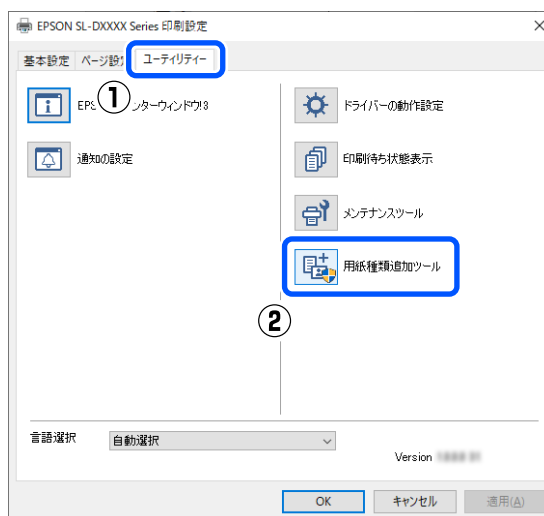 EPSON SL-DXXXX Series 印刷設定
基本設定 ページ設定 ユーティリティー
①
ンターウィンドウ!3
ドライバーの動作設定
通知の設定
印刷待ち状態表示
メンテナンスツール
用紙種類追加ツール
②
言語選択
自動選択
Version
OK
キャンセル
適用(A)